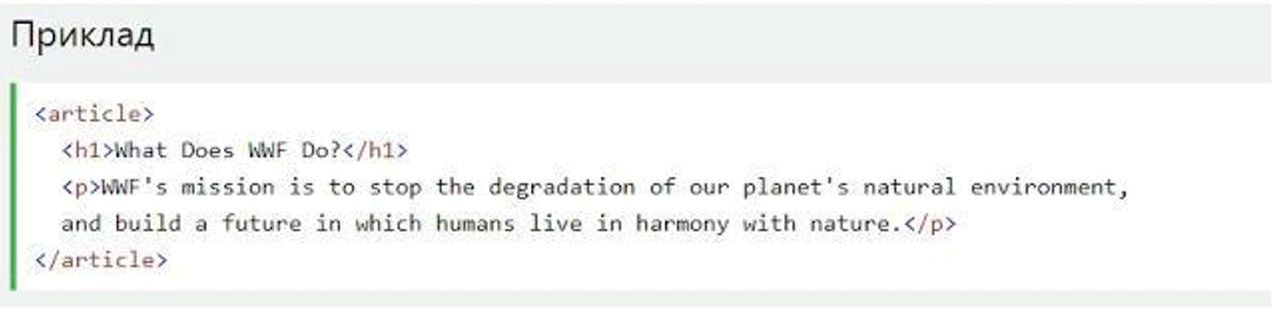 Приклад
<article>
<h1>What Does WWF Do?</h1>
<p>WWF's mission is to stop the degradation of our planet's natural environment,
and build a future in which humans live in harmony with nature.</p>
</article>